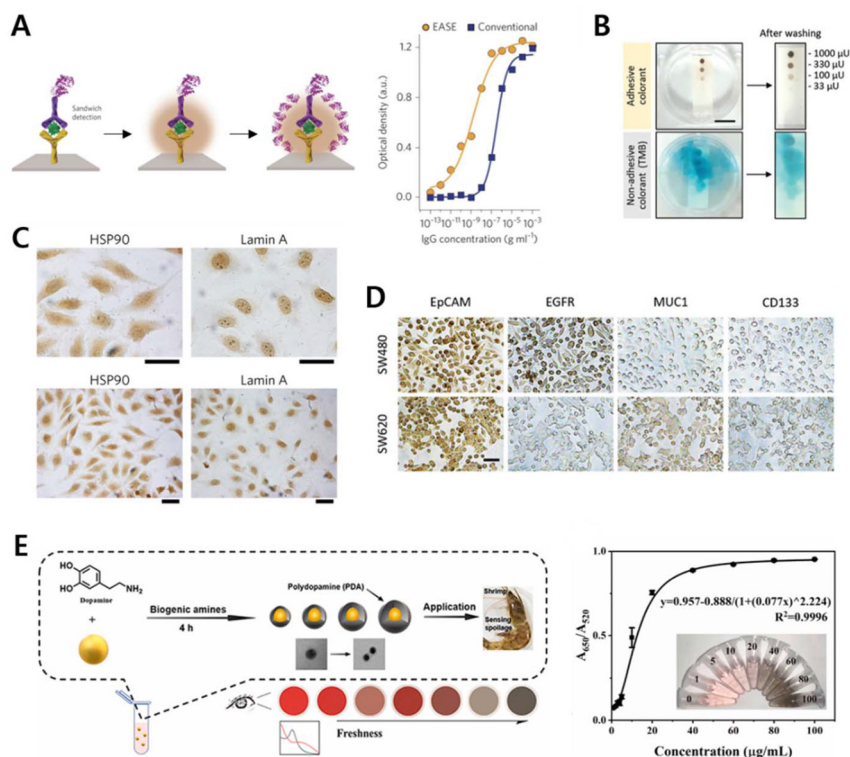 A
Sandwich
detection
EASE
Conventional
Optical density (a.u.)
1.2
0.8
0.4
0.0
10⁻¹³
10⁻¹¹
10⁻⁹
10⁻⁷
10⁻⁵
10⁻³
IgG concentration (g ml⁻¹)
B
After washing
Adhesive
colorant
- 1000 μU
- 330 μU
- 100 μU
- 33 μU
Non-adhesive
colorant (TMB)
C
HSP90
Lamin A
HSP90
Lamin A
D
EpCAM
EGFR
MUC1
CD133
SW480
SW620
E
HO
HO
NH₂
Dopamine
+
Biogenic amines
4 h
Polydopamine (PDA)
Application
Shrimp
Sensing
spoilage
Freshness
A₆₅₀/A₅₂₀
1.0
0.5
0.0
y=0.957-0.888/(1+(0.077x)^2.224)
R²=0.9996
0
1
5
10
20
40
60
80
100
0
20
40
60
80
100
Concentration (μg/mL)